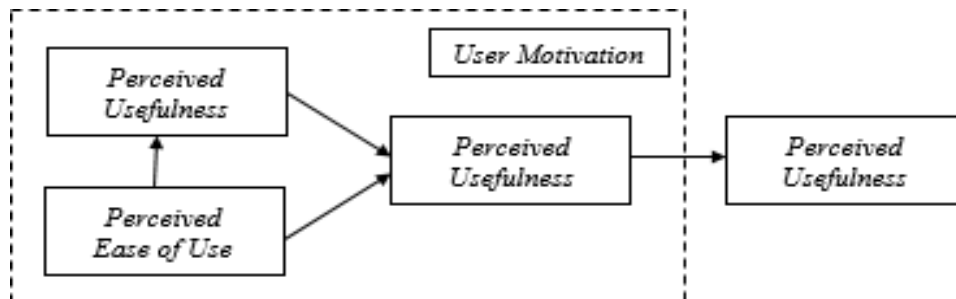 User Motivation
Perceived
Usefulness
Perceived
Ease of Use
Perceived
Usefulness
Perceived
Usefulness